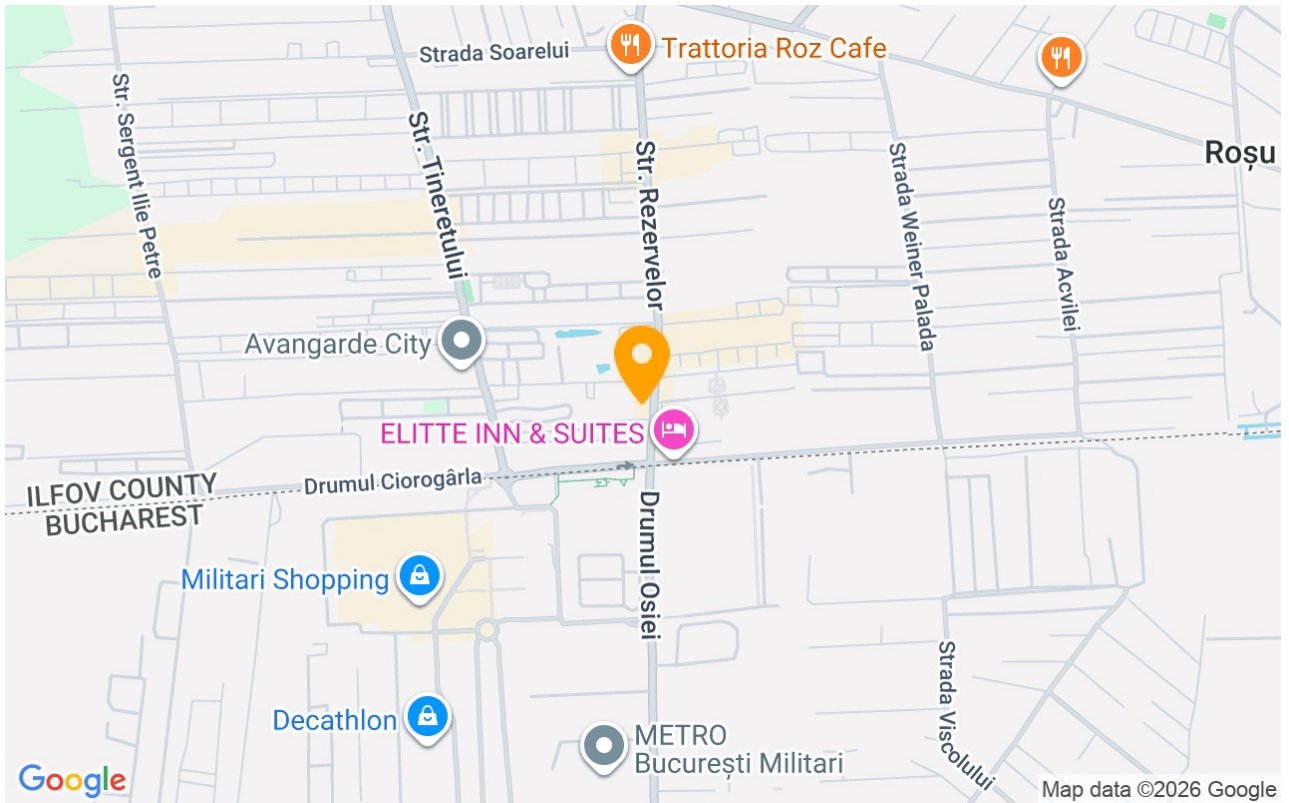 Strada Soarelui
Trattoria Roz Cafe
Str. Sergent Ilie Petre
Str. Tineretului
Str. Rezervelor
Strada Weiner Palada
Roșu
Strada Acvilei
Avangarde City
ELITTE INN & SUITES
Drumul Ciorogârla
ILFOV COUNTY
BUCHAREST
Drumul Osiei
Militari Shopping
Strada Viscolului
Decathlon
METRO
București Militari
Google
Map data ©2026 Google